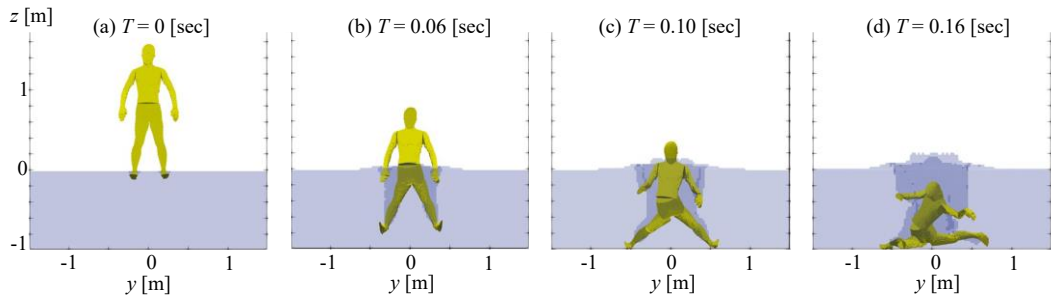 z [m]
(a) T = 0 [sec]
(b) T = 0.06 [sec]
(c) T = 0.10 [sec]
(d) T = 0.16 [sec]
1
0
-1
-1 0 1
-1 0 1
-1 0 1
-1 0 1
y [m]
y [m]
y [m]
y [m]